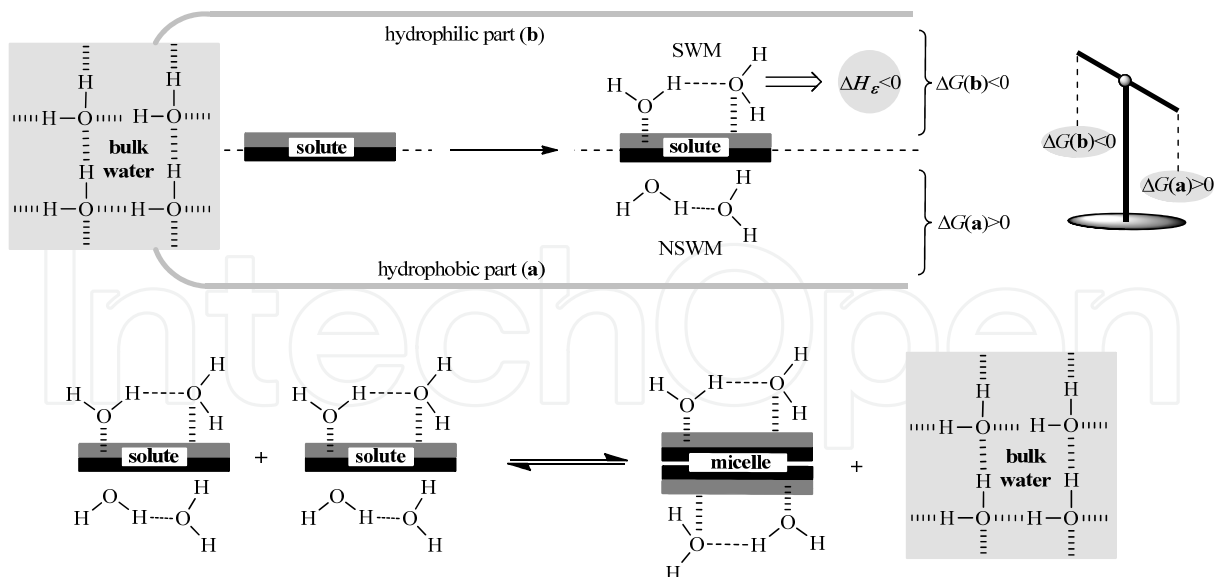 hydrophilic part (b)
hydrophobic part (a)
bulk
water
H
H
H–O
H–O
H
H
H–O
H–O
solute
SWM
H
H
O
O
H
H
solute
O
H
H
H
O
H
NSWM
ΔHε<0
ΔG(b)<0
ΔG(a)>0
ΔG(b)<0
ΔG(a)>0
IntechOpen
H
H
O
O
H
H
solute
O
H
H
H
O
H
+
H
H
O
O
H
H
solute
O
H
H
H
O
H
H
H
O
O
H
H
micelle
H
O
H
H
O
H
+
H
H
H–O
H–O
bulk
water
H
H
H–O
H–O